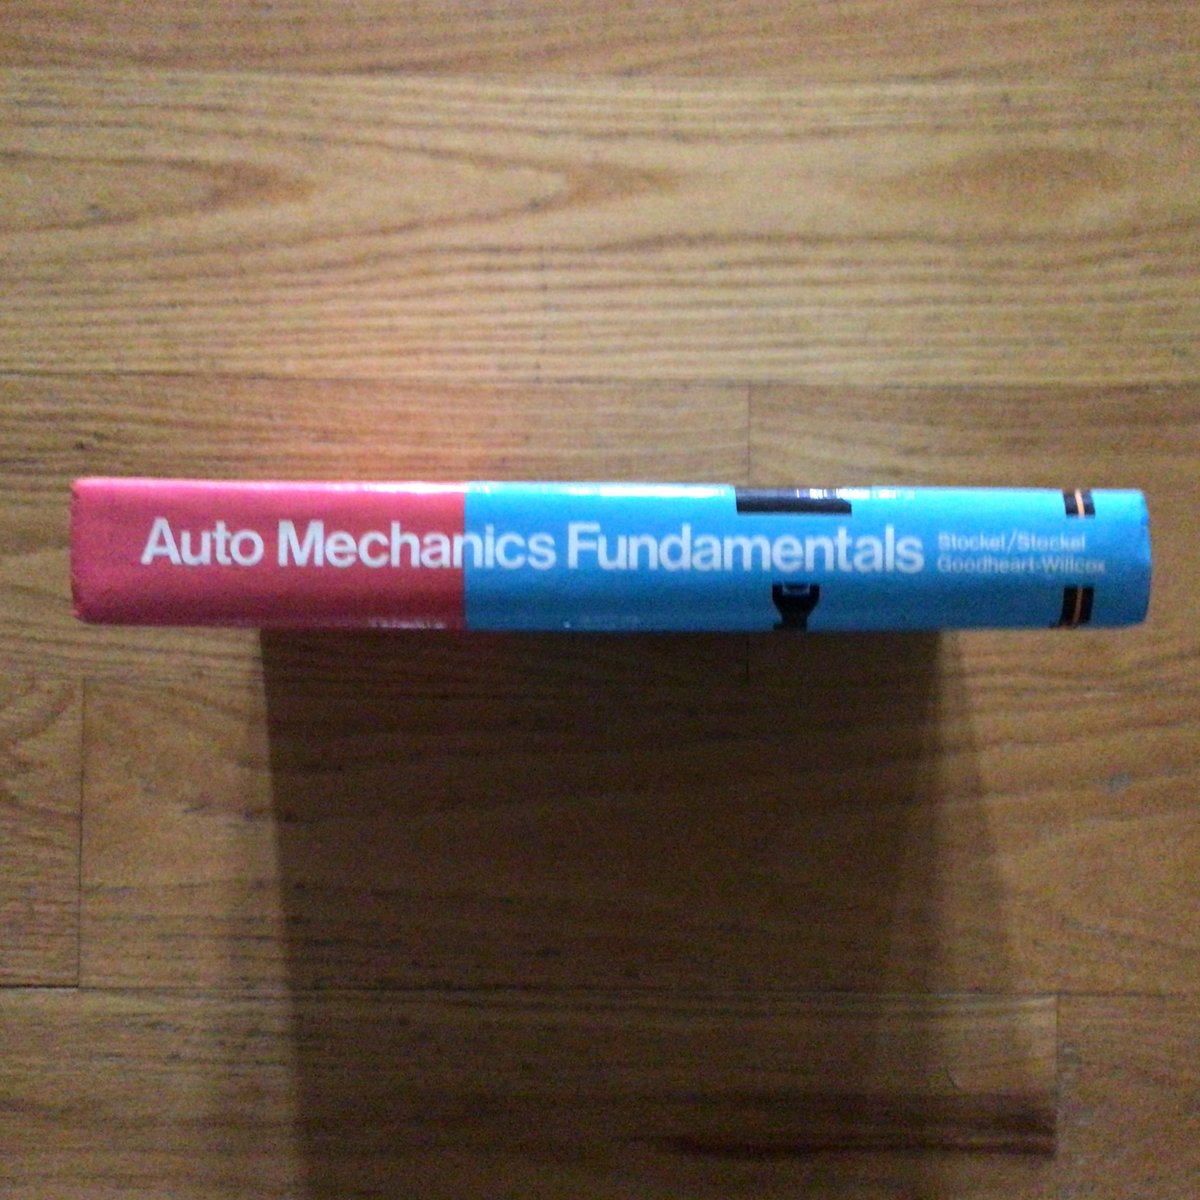 Auto Mechanics Fundamentals
Stockel/Stockel
Goodheart-Willcox